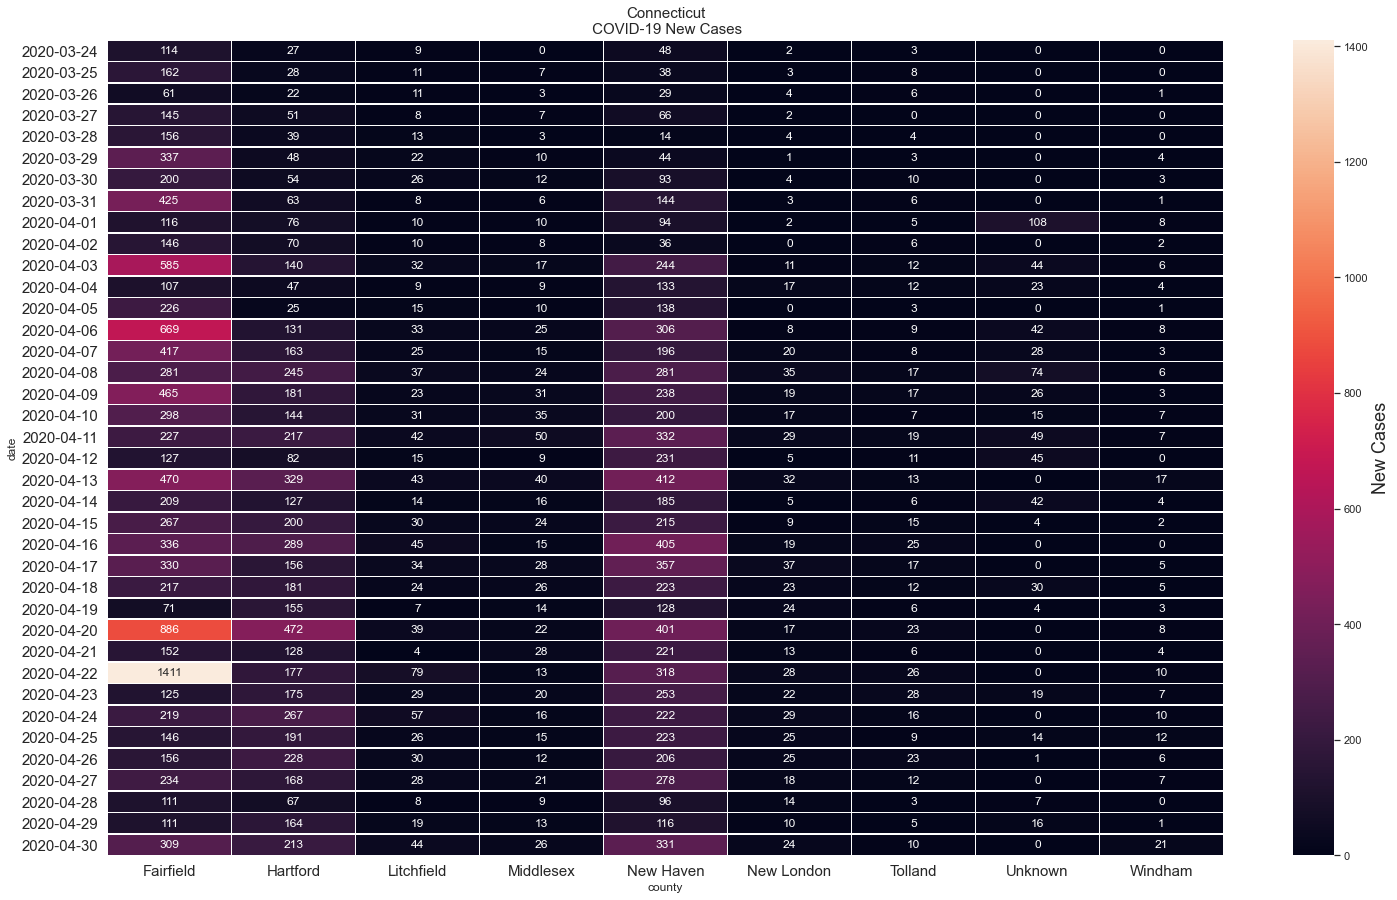 Connecticut
COVID-19 New Cases
2020-03-24 114 27 9 0 48 2 3 0 0
2020-03-25 162 28 11 7 38 3 8 0 0
2020-03-26 61 22 11 3 29 4 6 0 1
2020-03-27 145 51 8 7 66 2 0 0 0
2020-03-28 156 39 13 3 14 4 4 0 0
2020-03-29 337 48 22 10 44 1 3 0 4
2020-03-30 200 54 26 12 93 4 10 0 3
2020-03-31 425 63 8 6 144 3 6 0 1
2020-04-01 116 76 10 10 94 2 5 108 8
2020-04-02 146 70 10 8 36 0 6 0 2
2020-04-03 585 140 32 17 244 11 12 44 6
2020-04-04 107 47 9 9 133 17 12 23 4
2020-04-05 226 25 15 10 138 0 3 0 1
2020-04-06 669 131 33 25 306 8 9 42 8
2020-04-07 417 163 25 15 196 20 8 28 3
2020-04-08 281 245 37 24 281 35 17 74 6
2020-04-09 465 181 23 31 238 19 17 26 3
2020-04-10 298 144 31 35 200 17 7 15 7
2020-04-11 227 217 42 50 332 29 19 49 7
2020-04-12 127 82 15 9 231 5 11 45 0
2020-04-13 470 329 43 40 412 32 13 0 17
2020-04-14 209 127 14 16 185 5 6 42 4
2020-04-15 267 200 30 24 215 9 15 4 2
2020-04-16 336 289 45 15 405 19 25 0 0
2020-04-17 330 156 34 28 357 37 17 0 5
2020-04-18 217 181 24 26 223 23 12 30 5
2020-04-19 71 155 7 14 128 24 6 4 3
2020-04-20 886 472 39 22 401 17 23 0 8
2020-04-21 152 128 4 28 221 13 6 0 4
2020-04-22 1411 177 79 13 318 28 26 0 10
2020-04-23 125 175 29 20 253 22 28 19 7
2020-04-24 219 267 57 16 222 29 16 0 10
2020-04-25 146 191 26 15 223 25 9 14 12
2020-04-26 156 228 30 12 206 25 23 1 6
2020-04-27 234 168 28 21 278 18 12 0 7
2020-04-28 111 67 8 9 96 14 3 7 0
2020-04-29 111 164 19 13 116 10 5 16 1
2020-04-30 309 213 44 26 331 24 10 0 21
Fairfield Hartford Litchfield Middlesex New Haven New London Tolland Unknown Windham
county
date
1400
1200
1000
800
600
400
200
0
New Cases